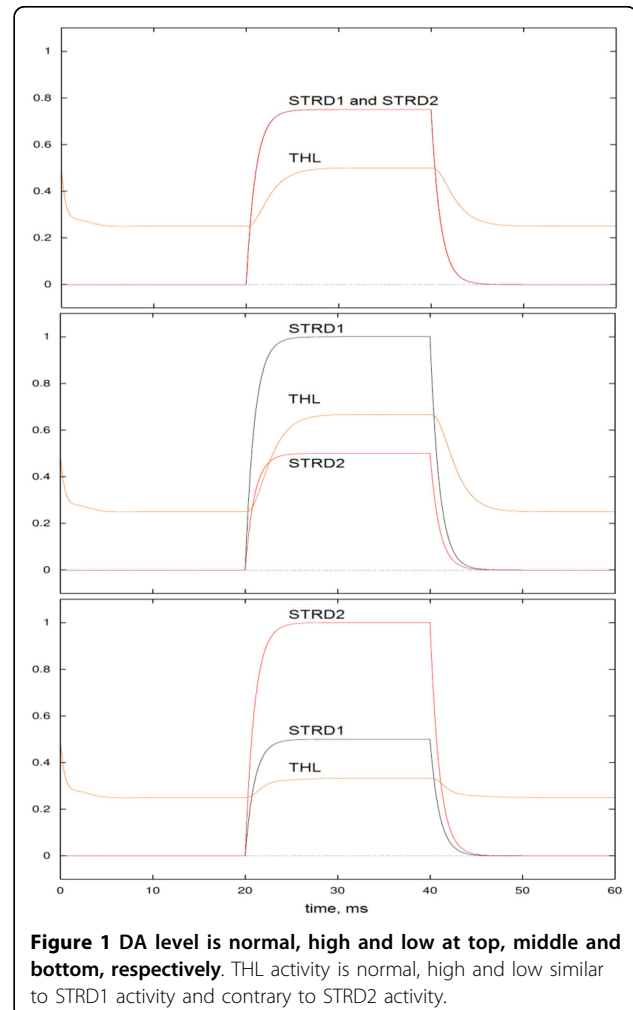 1
STRD1 and STRD2
0.8
THL
0.6
0.4
0.2
0
STRD1
1
0.8
THL
0.6
STRD2
0.4
0.2
0
STRD2
1
0.8
0.6
STRD1
0.4
THL
0.2
0
0 10 20 30 40 50 60
time, ms
Figure 1 DA level is normal, high and low at top, middle and
bottom, respectively. THL activity is normal, high and low similar
to STRD1 activity and contrary to STRD2 activity.